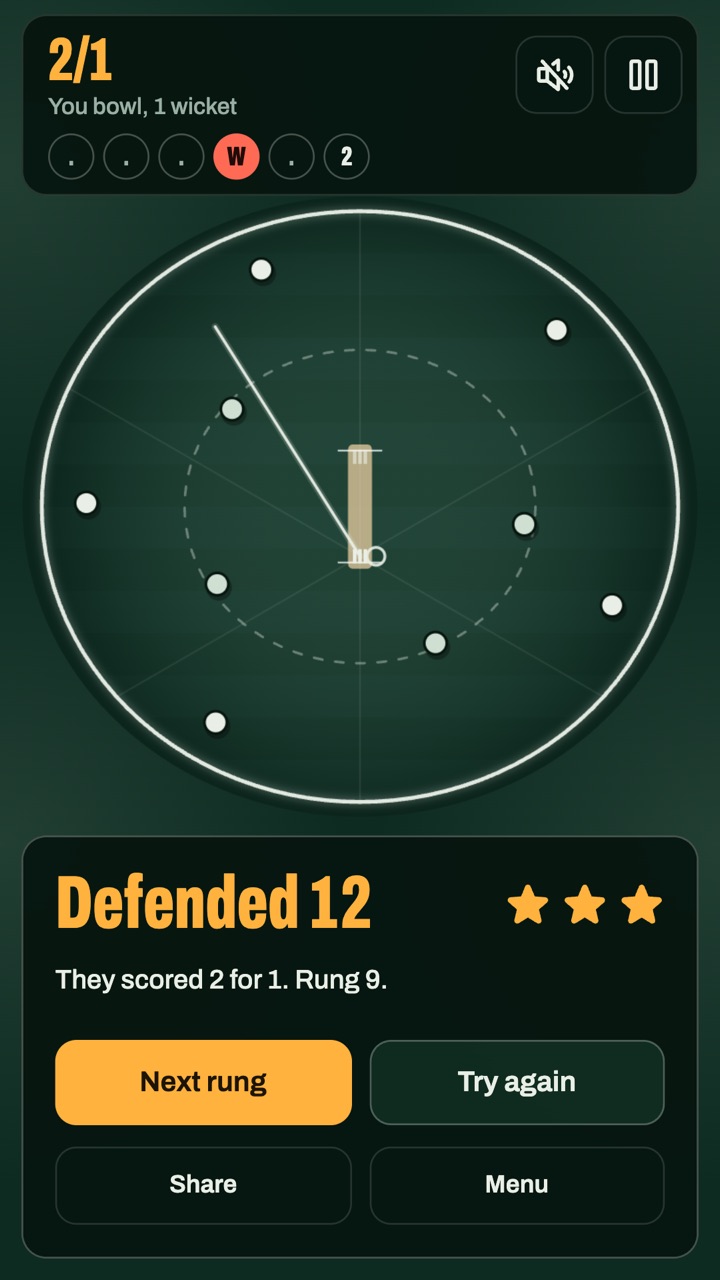 2/1
You bowl, 1 wicket
. . . W . 2
Defended 12
They scored 2 for 1. Rung 9.
Next rung
Try again
Share
Menu